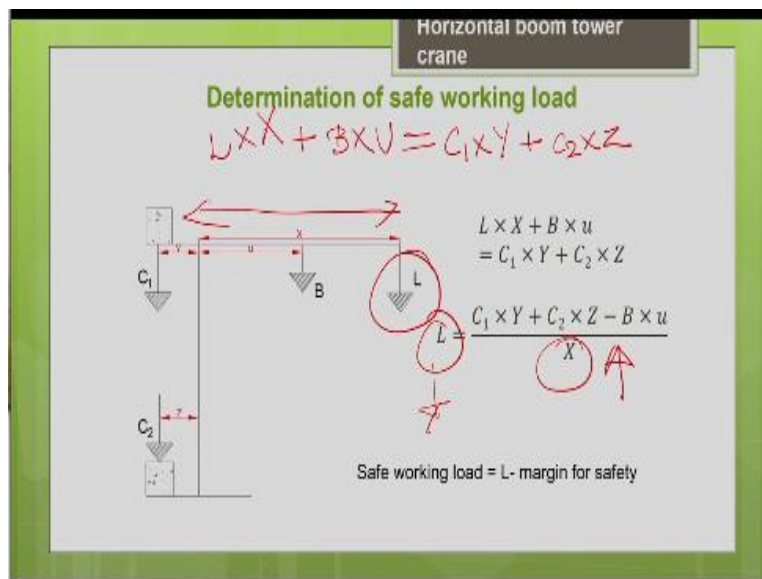 Horizontal boom tower
crane
Determination of safe working load
L×X + B×U = C₁×Y + C₂×Z
X
Y
u
C₁
B
L
L × X + B × u
= C₁ × Y + C₂ × Z
L = (C₁ × Y + C₂ × Z − B × u) / X
Z
C₂
Safe working load = L- margin for safety